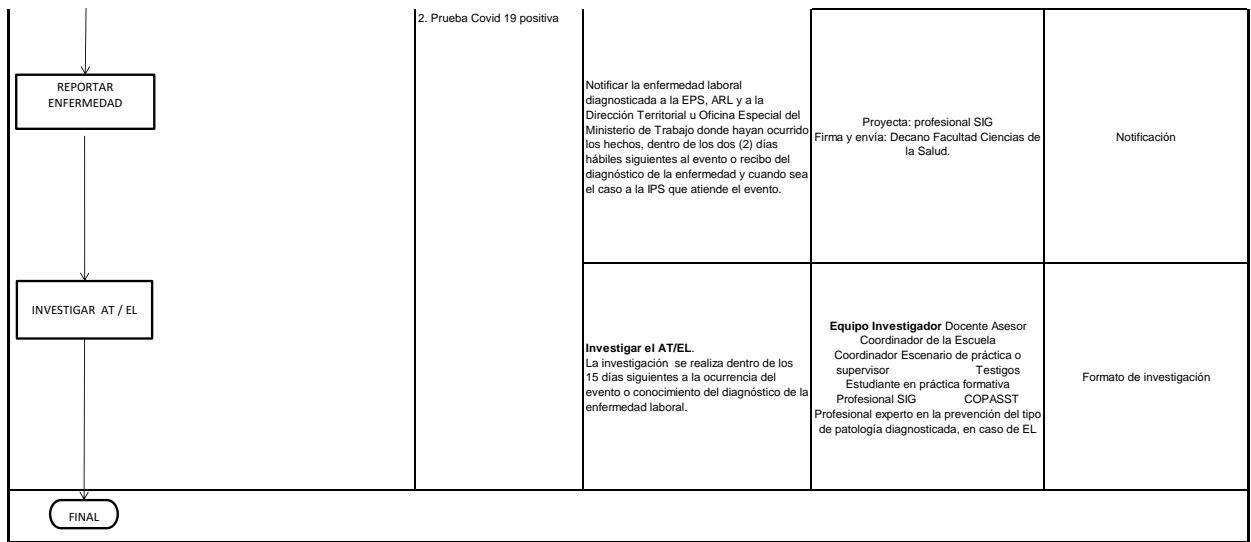 2. Prueba Covid 19 positiva
REPORTAR
ENFERMEDAD
Notificar la enfermedad laboral
diagnosticada a la EPS, ARL y a la
Dirección Territorial u Oficina Especial del
Ministerio de Trabajo donde hayan ocurrido
los hechos, dentro de los dos (2) días
hábiles siguientes al evento o recibo del
diagnóstico de la enfermedad y cuando sea
el caso a la IPS que atiende el evento.
Proyecta: profesional SIG
Firma y envía: Decano Facultad Ciencias de
la Salud.
Notificación
INVESTIGAR AT / EL
Investigar el AT/EL.
La investigación se realiza dentro de los
15 días siguientes a la ocurrencia del
evento o conocimiento del diagnóstico de la
enfermedad laboral.
Equipo Investigador Docente Asesor
Coordinador de la Escuela
Coordinador Escenario de práctica o
supervisor Testigos
Estudiante en práctica formativa
Profesional SIG COPASST
Profesional experto en la prevención del tipo
de patología diagnosticada, en caso de EL
Formato de investigación
FINAL